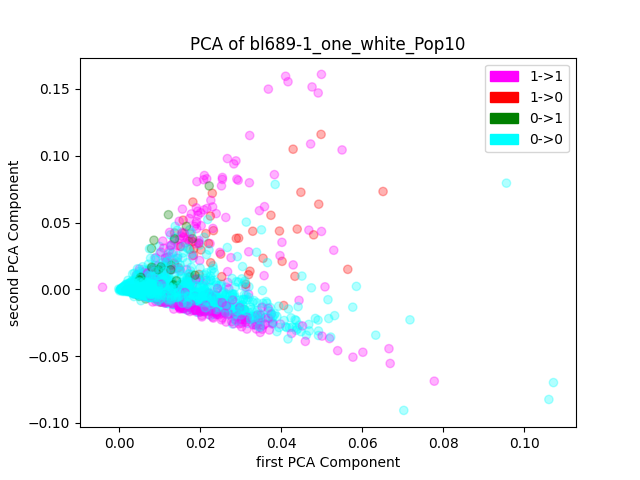 PCA of bl689-1_one_white_Pop10
1->1
1->0
0->1
0->0
second PCA Component
0.15
0.10
0.05
0.00
−0.05
−0.10
0.00 0.02 0.04 0.06 0.08 0.10
first PCA Component